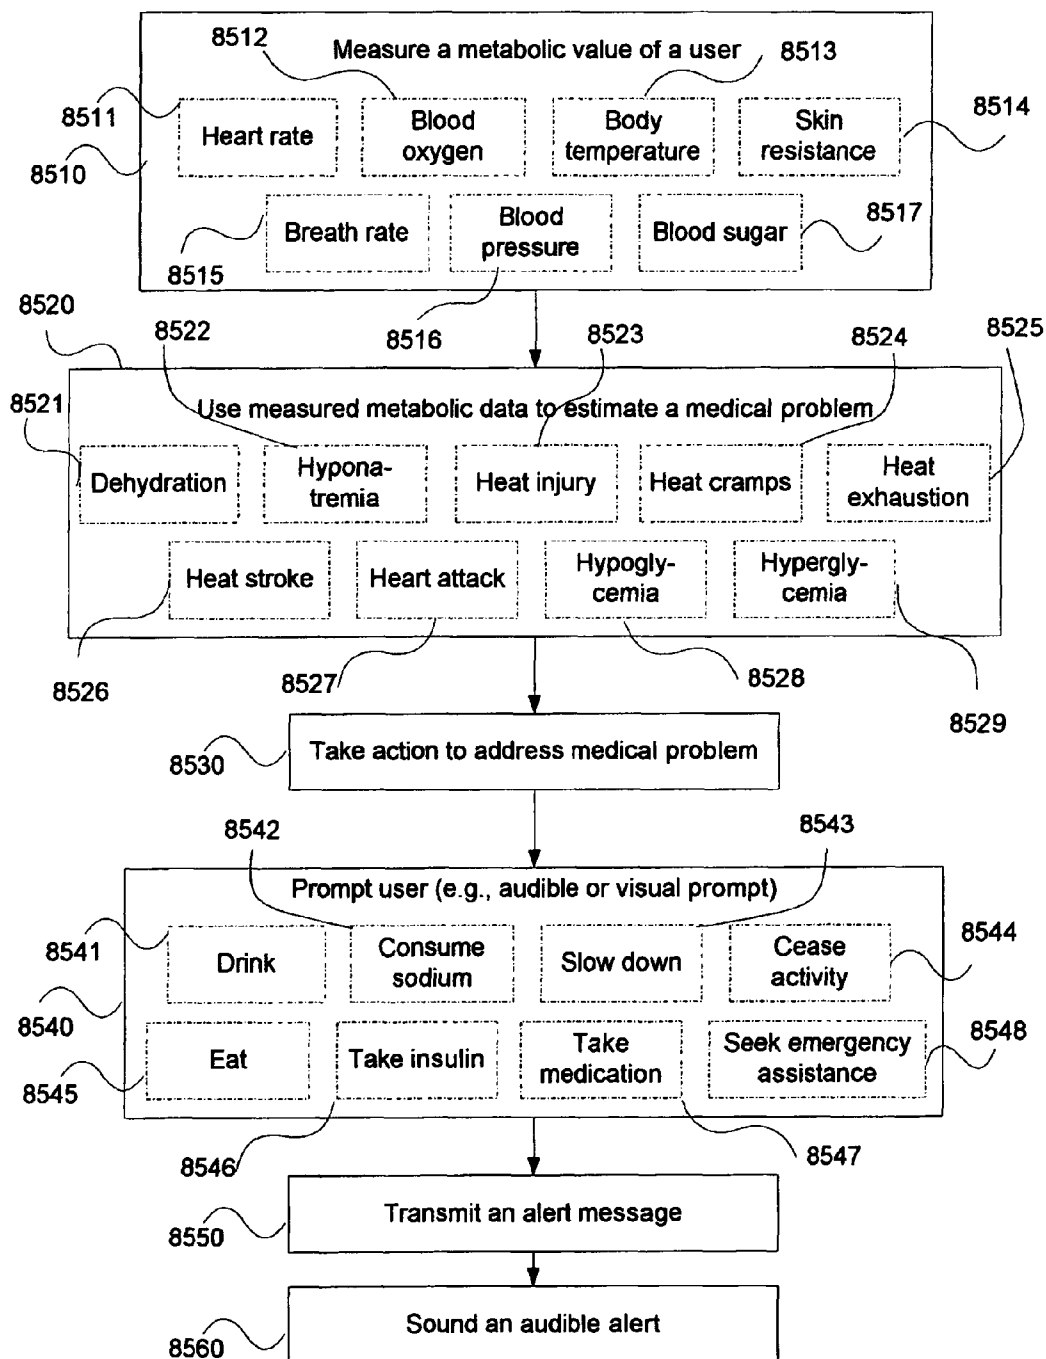 8512
Measure a metabolic value of a user
8513
8511
8514
8510
Heart rate
Blood
oxygen
Body
temperature
Skin
resistance
8515
Breath rate
Blood
pressure
Blood sugar
8517
8516
8520
8522
8523
8524
8525
8521
Use measured metabolic data to estimate a medical problem
Dehydration
Hypona-
tremia
Heat injury
Heat cramps
Heat
exhaustion
Heat stroke
Heart attack
Hypogly-
cemia
Hypergly-
cemia
8526
8527
8528
8529
8530
Take action to address medical problem
8542
8543
Prompt user (e.g., audible or visual prompt)
8541
8544
8540
Drink
Consume
sodium
Slow down
Cease
activity
8545
Eat
Take insulin
Take
medication
Seek emergency
assistance
8548
8546
8547
8550
Transmit an alert message
8560
Sound an audible alert